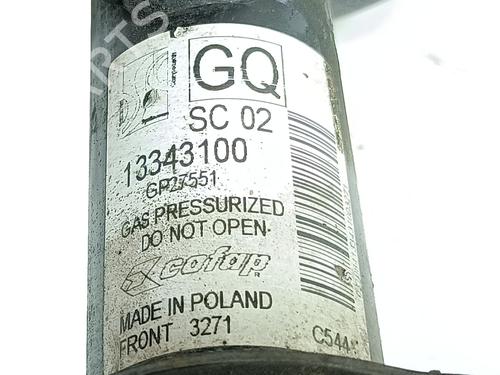 GQ
SC 02
13343100
GP27551
GAS PRESSURIZED
DO NOT OPEN
cofap
MADE IN POLAND
FRONT 3271
C544